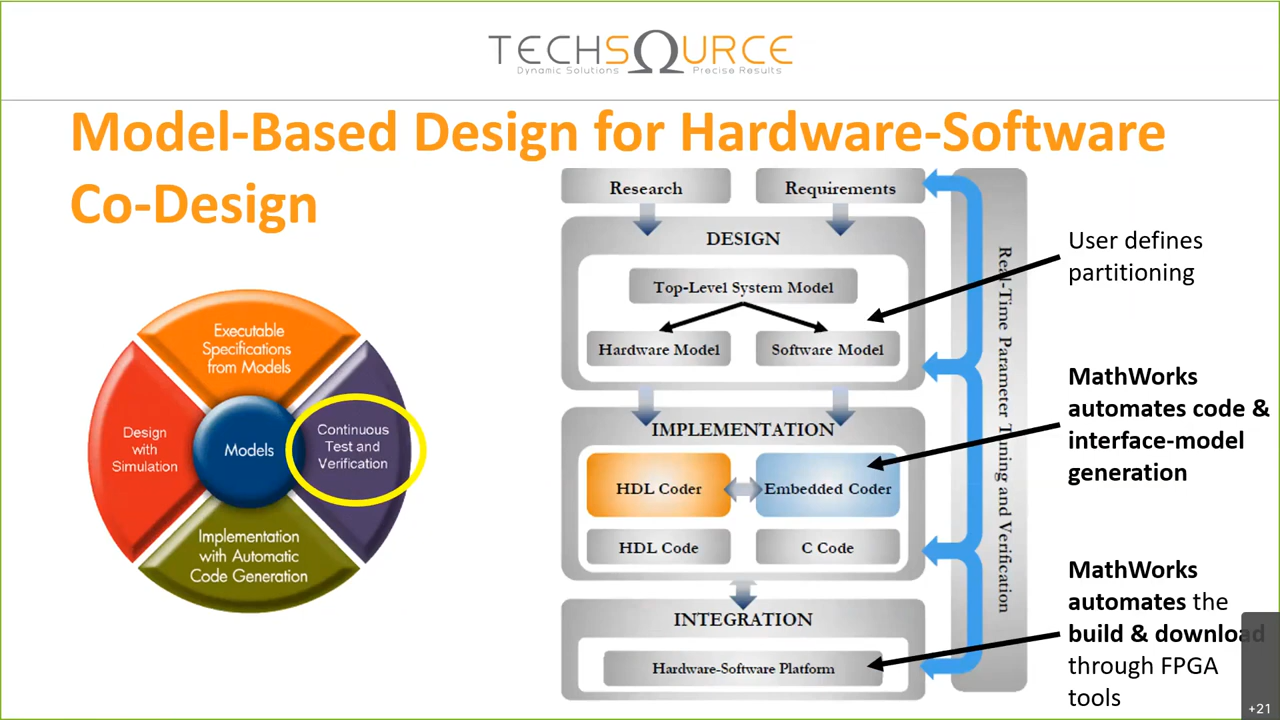 TECHSOURCE
Dynamic Solutions Precise Results
Model-Based Design for Hardware-Software
Co-Design
Executable
Specifications
from Models
Design
with
Simulation
Models
Continuous
Test and
Verification
Implementation
with Automatic
Code Generation
Research
Requirements
DESIGN
Top-Level System Model
Hardware Model
Software Model
IMPLEMENTATION
HDL Coder
Embedded Coder
HDL Code
C Code
INTEGRATION
Hardware-Software Platform
Real-Time Parameter Tuning and Verification
User defines
partitioning
MathWorks
automates code &
interface-model
generation
MathWorks
automates the
build & download
through FPGA
tools
+21